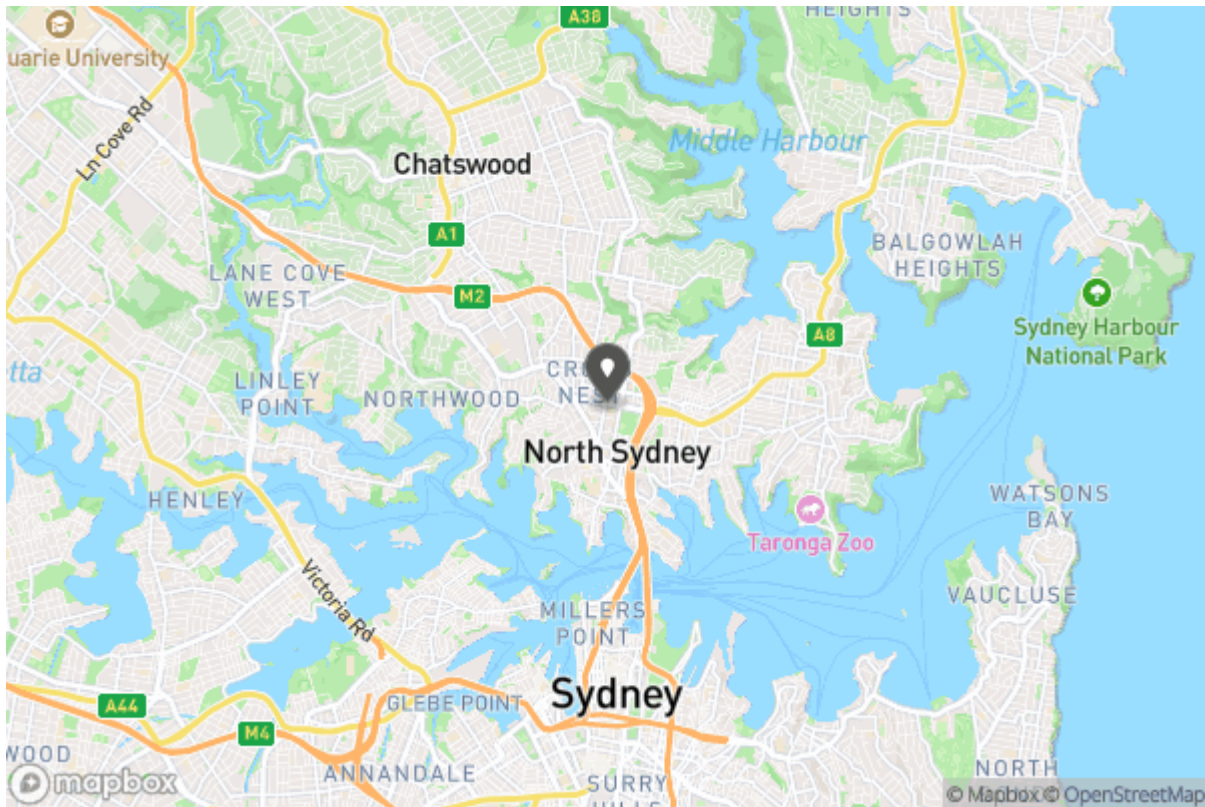 HEIGHTS
A38
uarie University
Ln Cove Rd
Middle Harbour
Chatswood
A1
BALGOWLAH
HEIGHTS
LANE COVE
WEST
M2
Sydney Harbour
National Park
A8
etta
LINLEY
POINT
NORTHWOOD
North Sydney
HENLEY
WATSONS
BAY
Taronga Zoo
Victoria Rd
MILLERS
POINT
VAUCLUSE
Sydney
A44
GLEBE POINT
M4
WOOD
ANNANDALE
NORTH
SURRY
mapbox
© Mapbox © OpenStreetMap